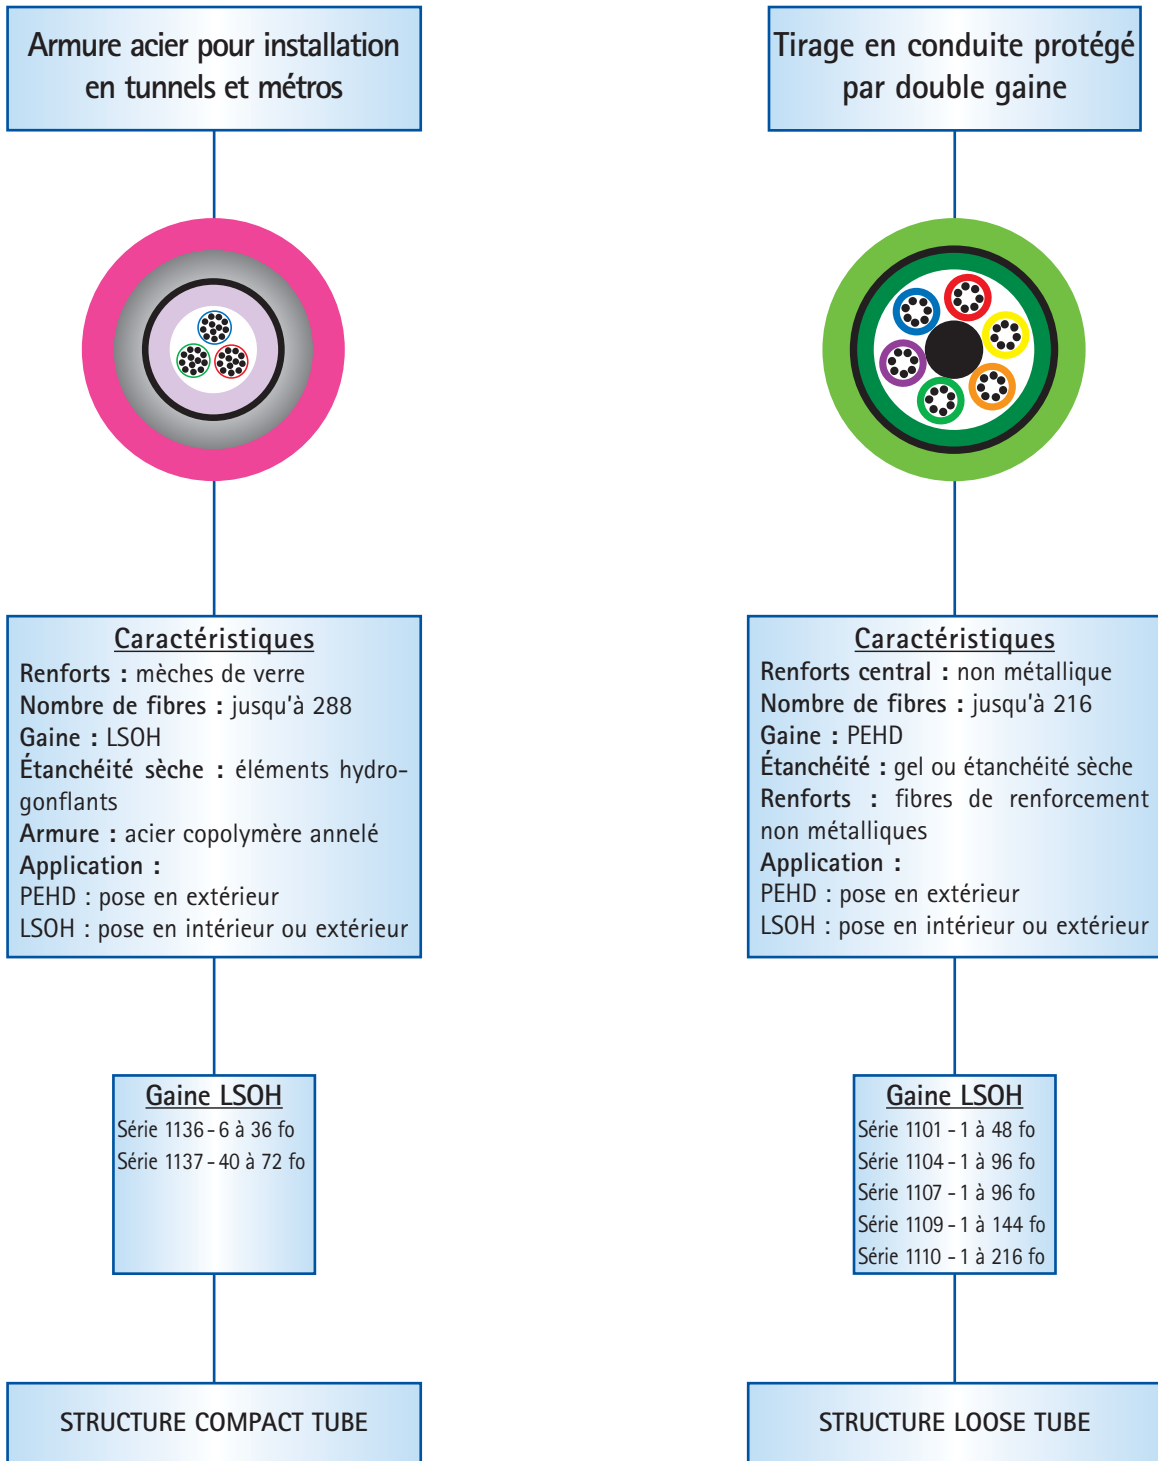 Armure acier pour installation
en tunnels et métros
Caractéristiques
Renforts : mèches de verre
Nombre de fibres : jusqu'à 288
Gaine : LSOH
Étanchéité sèche : éléments hydro-
gonflants
Armure : acier copolymère annelé
Application :
PEHD : pose en extérieur
LSOH : pose en intérieur ou extérieur
Gaine LSOH
Série 1136 - 6 à 36 fo
Série 1137 - 40 à 72 fo
STRUCTURE COMPACT TUBE
Tirage en conduite protégé
par double gaine
Caractéristiques
Renforts central : non métallique
Nombre de fibres : jusqu'à 216
Gaine : PEHD
Étanchéité : gel ou étanchéité sèche
Renforts : fibres de renforcement
non métalliques
Application :
PEHD : pose en extérieur
LSOH : pose en intérieur ou extérieur
Gaine LSOH
Série 1101 - 1 à 48 fo
Série 1104 - 1 à 96 fo
Série 1107 - 1 à 96 fo
Série 1109 - 1 à 144 fo
Série 1110 - 1 à 216 fo
STRUCTURE LOOSE TUBE